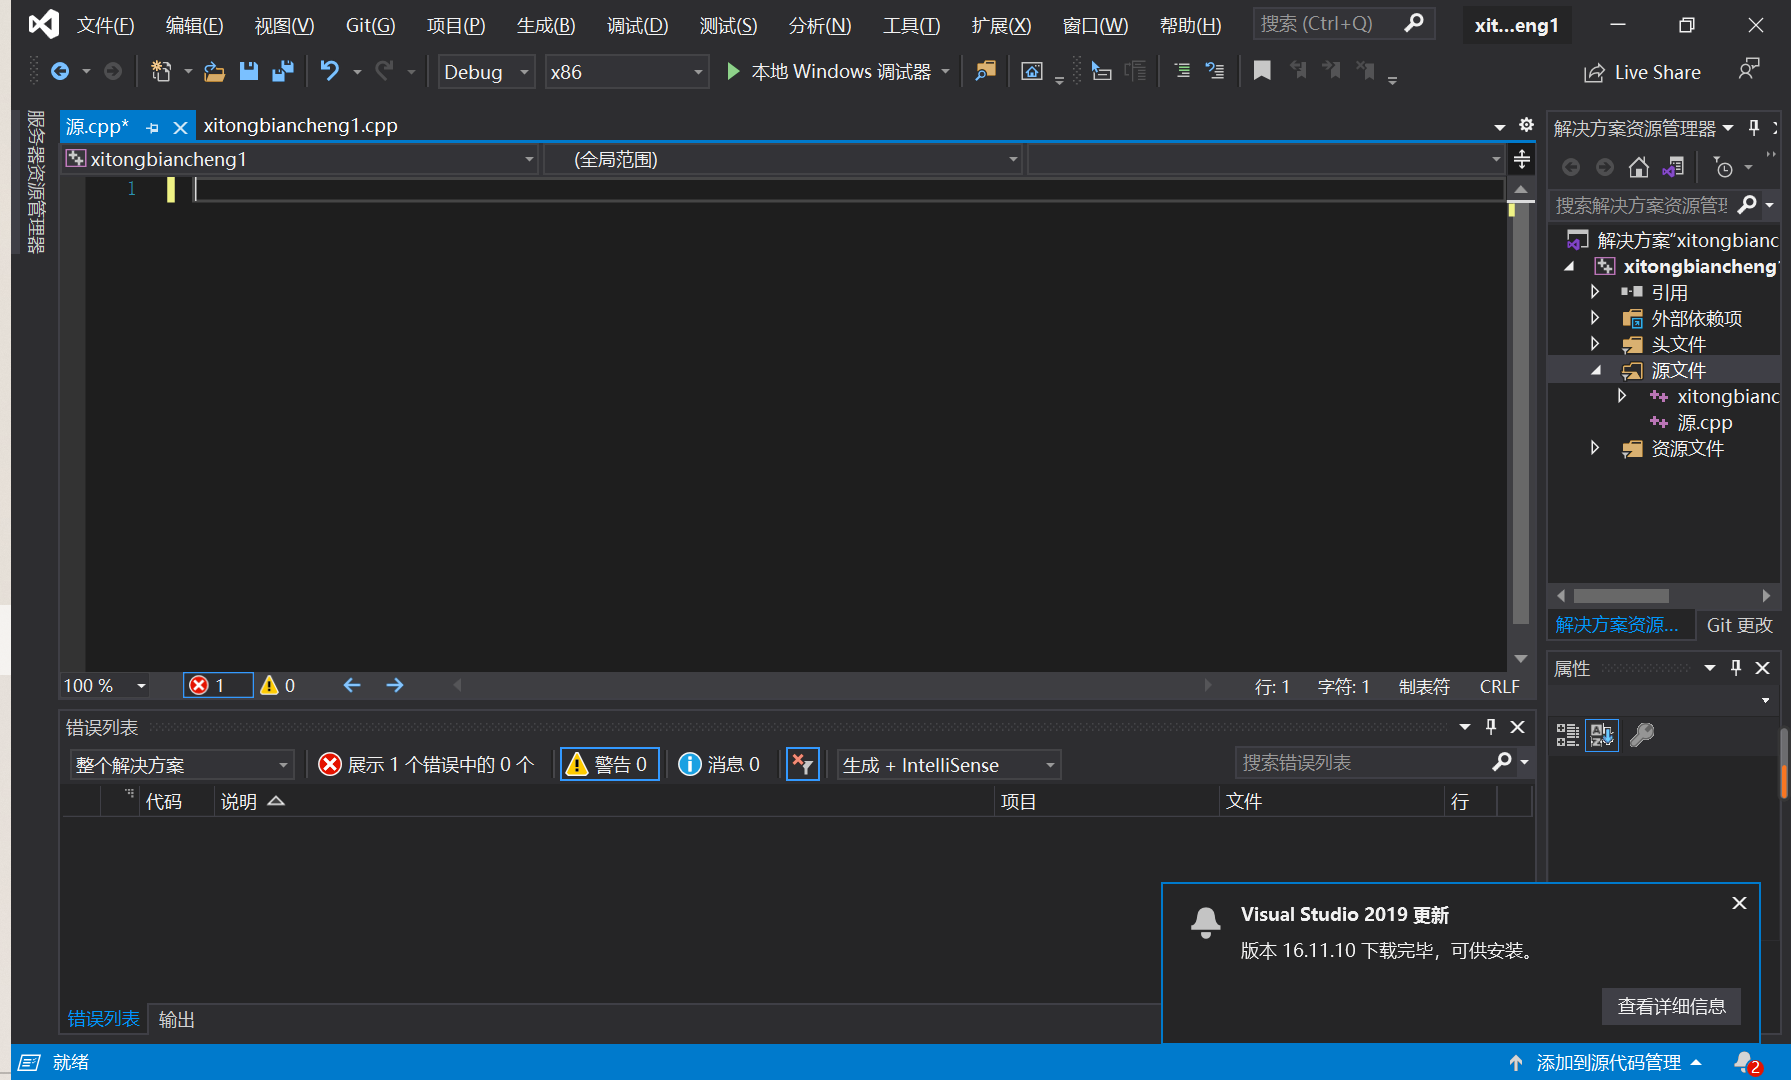 文件(F) 编辑(E) 视图(V) Git(G) 项目(P) 生成(B) 调试(D) 测试(S) 分析(N) 工具(T) 扩展(X) 窗口(W) 帮助(H) 搜索 (Ctrl+Q) xit...eng1
Debug x86 本地 Windows 调试器 Live Share
服务器资源管理器
源.cpp* xitongbiancheng1.cpp
xitongbiancheng1 (全局范围)
1
100 % 1 0 行: 1 字符: 1 制表符 CRLF
错误列表
整个解决方案 展示 1 个错误中的 0 个 警告 0 消息 0 生成 + IntelliSense 搜索错误列表
代码 说明 项目 文件 行
错误列表 输出
解决方案资源管理器
搜索解决方案资源管理
解决方案"xitongbianc
xitongbiancheng1
引用
外部依赖项
头文件
源文件
xitongbianc
源.cpp
资源文件
解决方案资源... Git 更改
属性
Visual Studio 2019 更新
版本 16.11.10 下载完毕，可供安装。
查看详细信息
就绪 添加到源代码管理 2